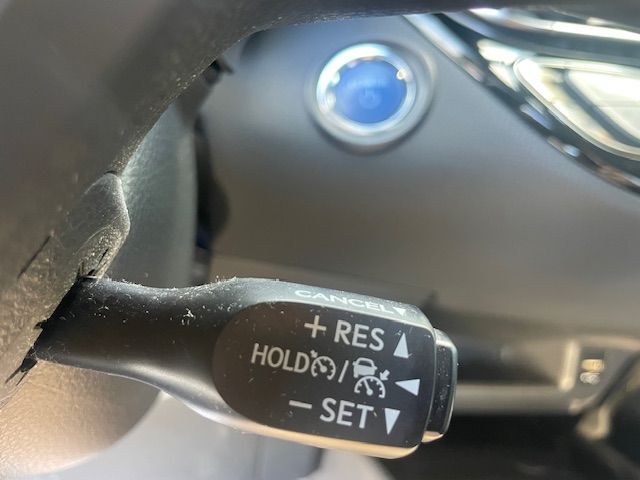 CANCEL
+ RES
HOLD /
- SET